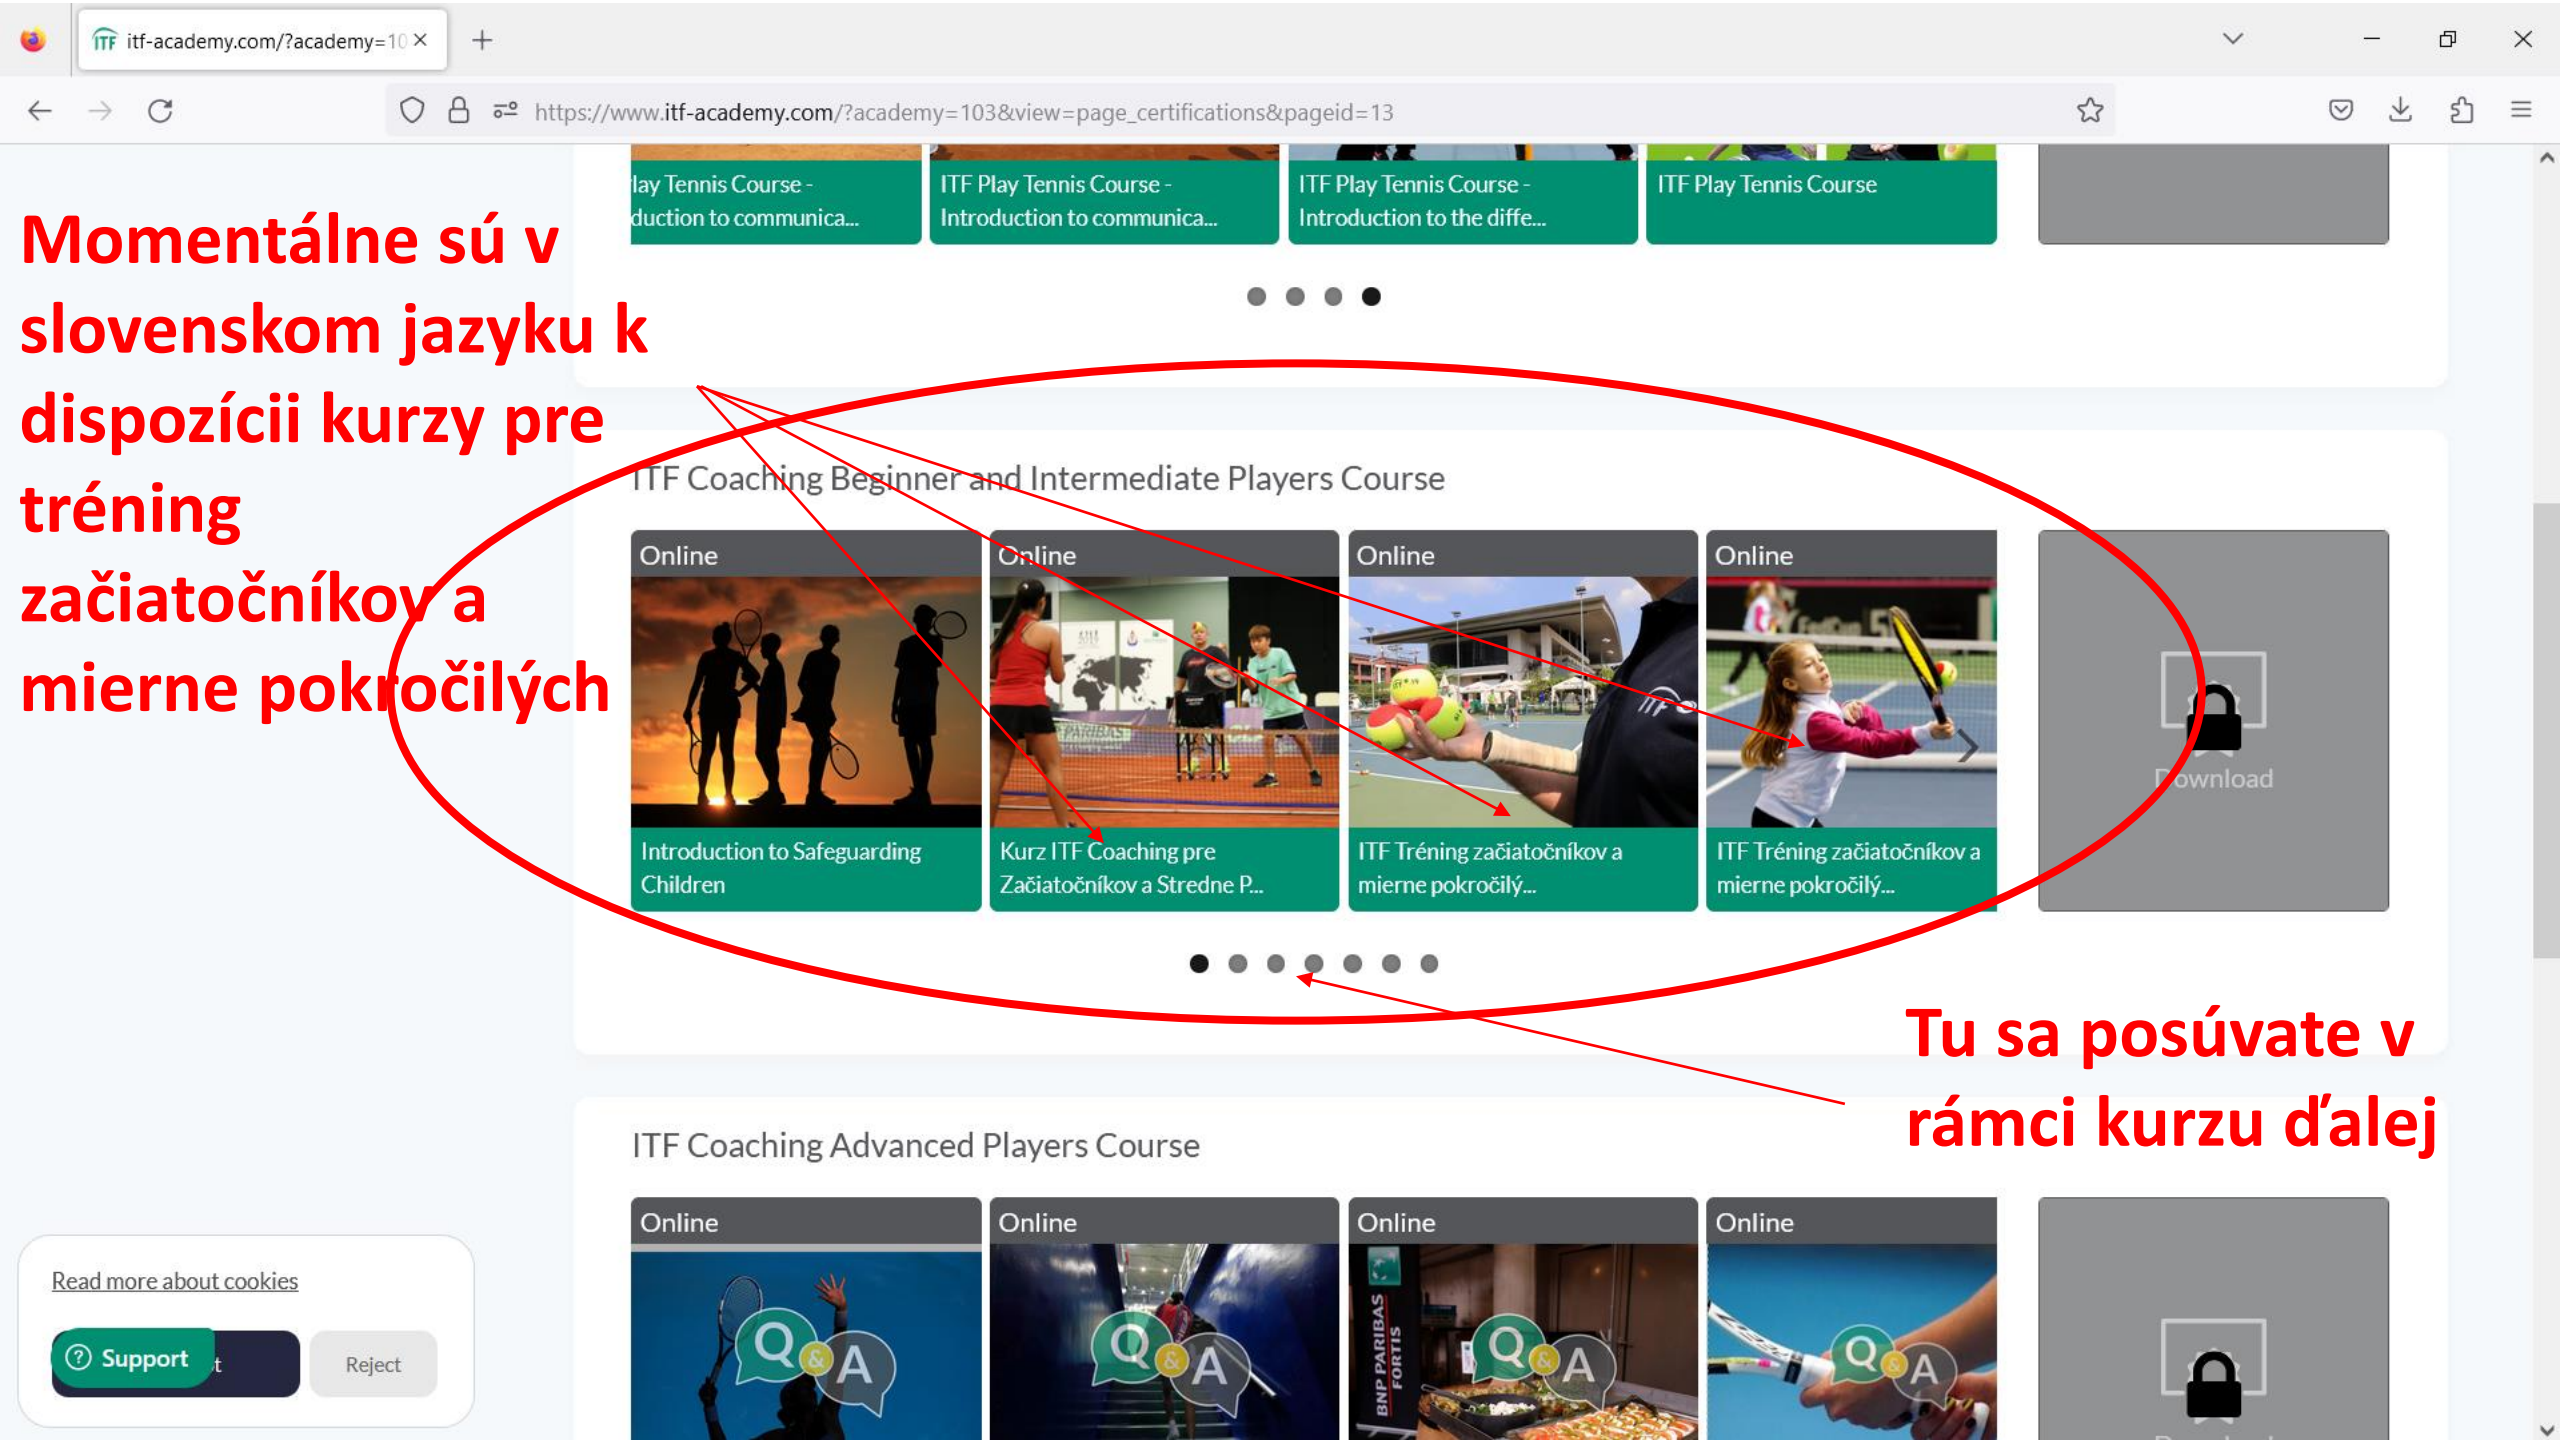 itf-academy.com/?academy=10
https://www.itf-academy.com/?academy=103&view=page_certifications&pageid=13
lay Tennis Course -
duction to communica...
ITF Play Tennis Course -
Introduction to communica...
ITF Play Tennis Course -
Introduction to the diffe...
ITF Play Tennis Course
Momentálne sú v
slovenskom jazyku k
dispozícii kurzy pre
tréning
začiatočníkov a
mierne pokročilých
ITF Coaching Beginner and Intermediate Players Course
Online
Online
Online
Online
PARIBAS
ITF
Download
Introduction to Safeguarding
Children
Kurz ITF Coaching pre
Začiatočníkov a Stredne P...
ITF Tréning začiatočníkov a
mierne pokročilý...
ITF Tréning začiatočníkov a
mierne pokročilý...
Tu sa posúvate v
rámci kurzu ďalej
ITF Coaching Advanced Players Course
Online
Online
Online
Online
Q & A
Q & A
BNP PARIBAS
FORTIS
Q & A
Q & A
Read more about cookies
Support
t
Reject